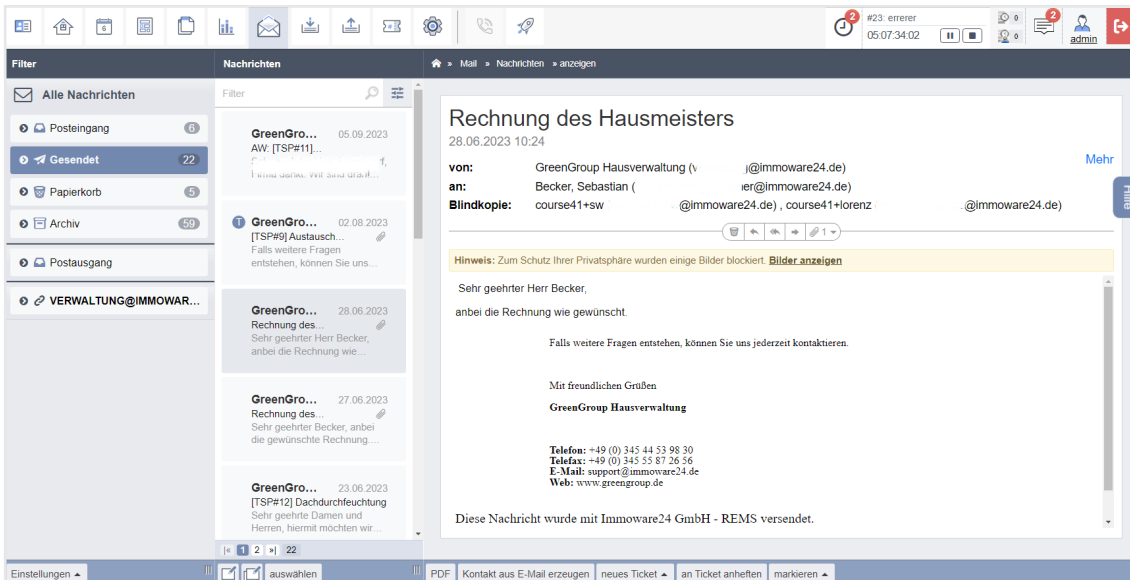 6
2
#23: errerer
05:07:34:02
0
0
2
admin
Filter
Nachrichten
» Mail » Nachrichten » anzeigen
Alle Nachrichten
Posteingang 6
Gesendet 22
Papierkorb 5
Archiv 59
Postausgang
VERWALTUNG@IMMOWAR...
Filter
GreenGro... 05.09.2023
AW: [TSP#11]...
T GreenGro... 02.08.2023
[TSP#9] Austausch...
Falls weitere Fragen
entstehen, können Sie uns...
GreenGro... 28.06.2023
Rechnung des...
Sehr geehrter Herr Becker,
anbei die Rechnung wie...
GreenGro... 27.06.2023
Rechnung des...
Sehr geehrter Becker, anbei
die gewünschte Rechnung....
GreenGro... 23.06.2023
[TSP#12] Dachdurfeuchtung
Sehr geehrte Damen und
Herren, hiermit möchten wir...
|« 1 2 »| 22
Rechnung des Hausmeisters
28.06.2023 10:24
Mehr
von: GreenGroup Hausverwaltung (v j@immoware24.de)
an: Becker, Sebastian ( er@immoware24.de)
Blindkopie: course41+sw @immoware24.de) , course41+lorenz .@immoware24.de)
Hilfe
1
Hinweis: Zum Schutz Ihrer Privatsphäre wurden einige Bilder blockiert. Bilder anzeigen
Sehr geehrter Herr Becker,
anbei die Rechnung wie gewünscht.
Falls weitere Fragen entstehen, können Sie uns jederzeit kontaktieren.
Mit freundlichen Grüßen
GreenGroup Hausverwaltung
Telefon: +49 (0) 345 44 53 98 30
Telefax: +49 (0) 345 55 87 26 56
E-Mail: support@immoware24.de
Web: www.greengroup.de
Diese Nachricht wurde mit Immoware24 GmbH - REMS versendet.
Einstellungen
auswählen
PDF Kontakt aus E-Mail erzeugen neues Ticket an Ticket anheften markieren